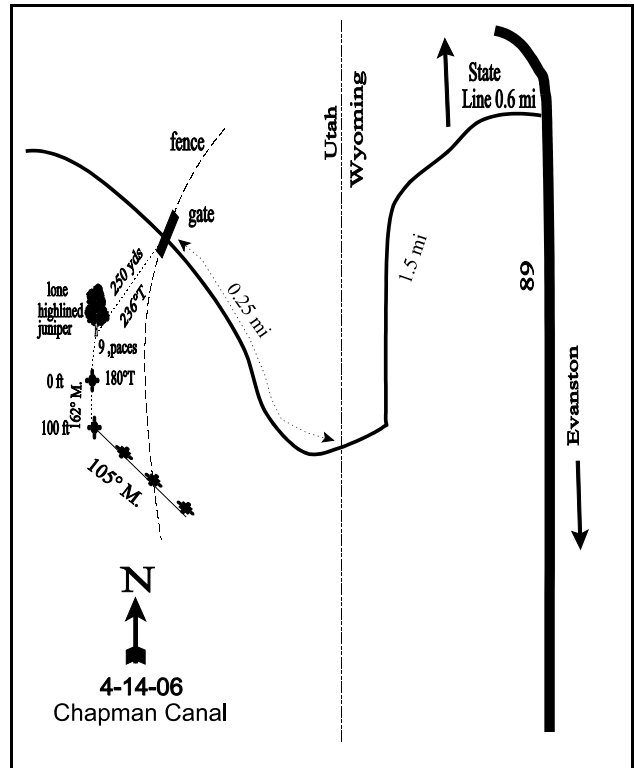 State
Line 0.6 mi
Utah
Wyoming
fence
gate
250 yds
236°T
lone
highlined
juniper
9 ,paces
0 ft
180°T
162° M.
100 ft
105° M.
0.25 mi
1.5 mi
89
Evanston
N
4-14-06
Chapman Canal